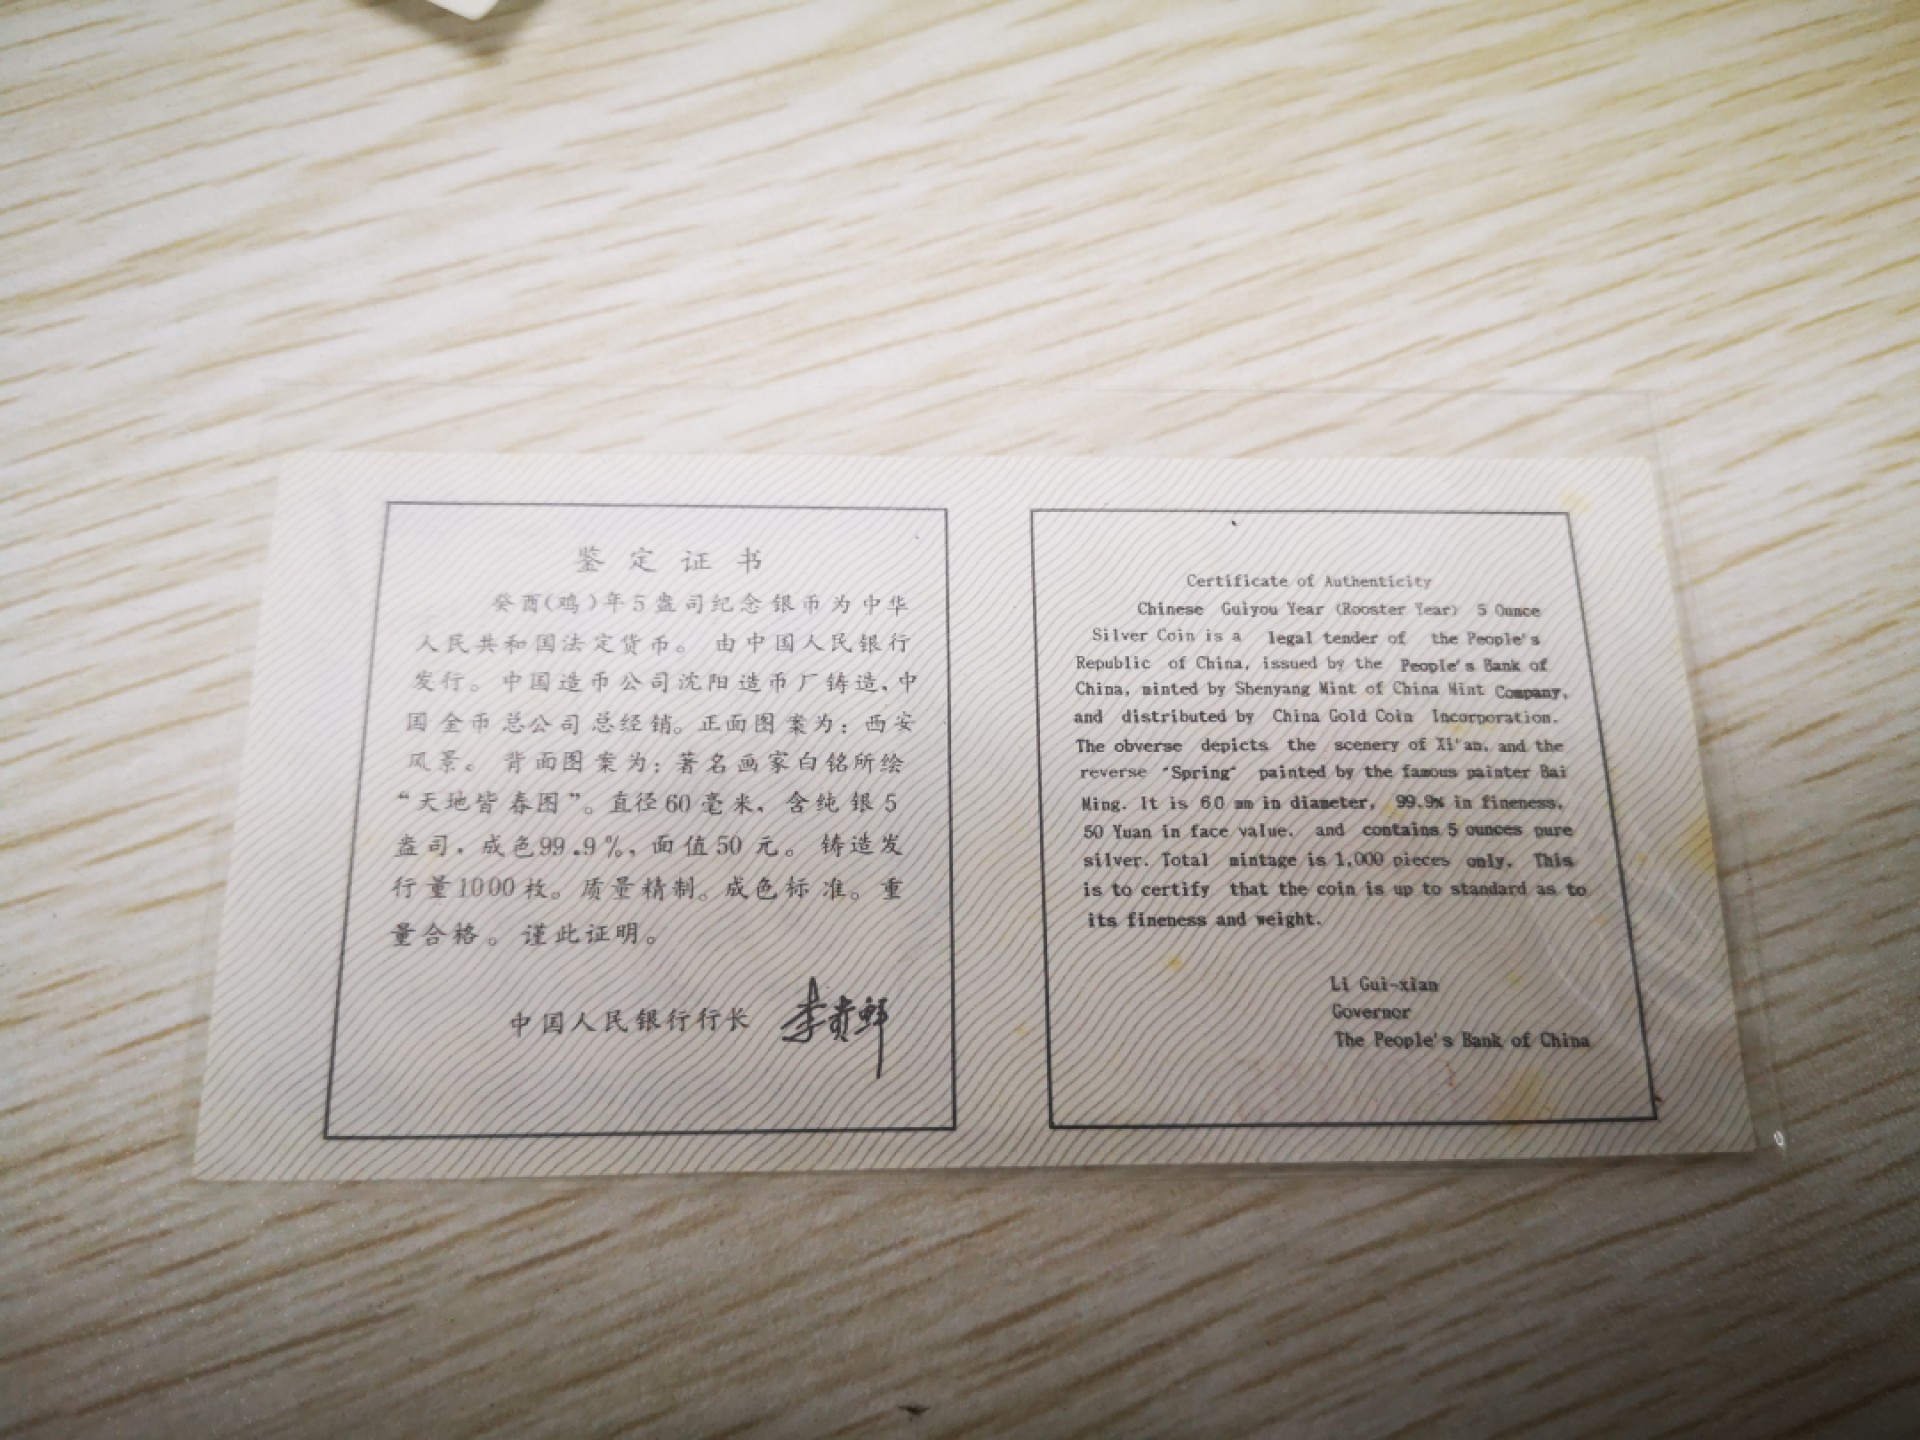 鉴定证书
癸酉(鸡)年5盎司纪念银币为中华
人民共和国法定货币。由中国人民银行
发行。中国造币公司沈阳造币厂铸造,中
国金币总公司总经销。正面图案为:西安
风景。背面图案为:著名画家白铭所绘
“天地皆春图”。直径60毫米,含纯银5
盎司,成色99.9%,面值50元。铸造发
行量1000枚。质量精制。成色标准。重
量合格。谨此证明。
中国人民银行行长 李贵鲜
Certificate of Authenticity
Chinese Guiyou Year (Rooster Year) 5 Ounce
Silver Coin is a legal tender of the People's
Republic of China, issued by the People's Bank of
China, minted by Shenyang Mint of China Mint Company,
and distributed by China Gold Coin Incorporation.
The obverse depicts the scenery of Xi'an, and the
reverse "Spring" painted by the famous painter Bai
Ming. It is 60 mm in diameter, 99.9% in fineness,
50 Yuan in face value, and contains 5 ounces pure
silver. Total mintage is 1,000 pieces only. This
is to certify that the coin is up to standard as to
its fineness and weight.
Li Gui-xian
Governor
The People's Bank of China